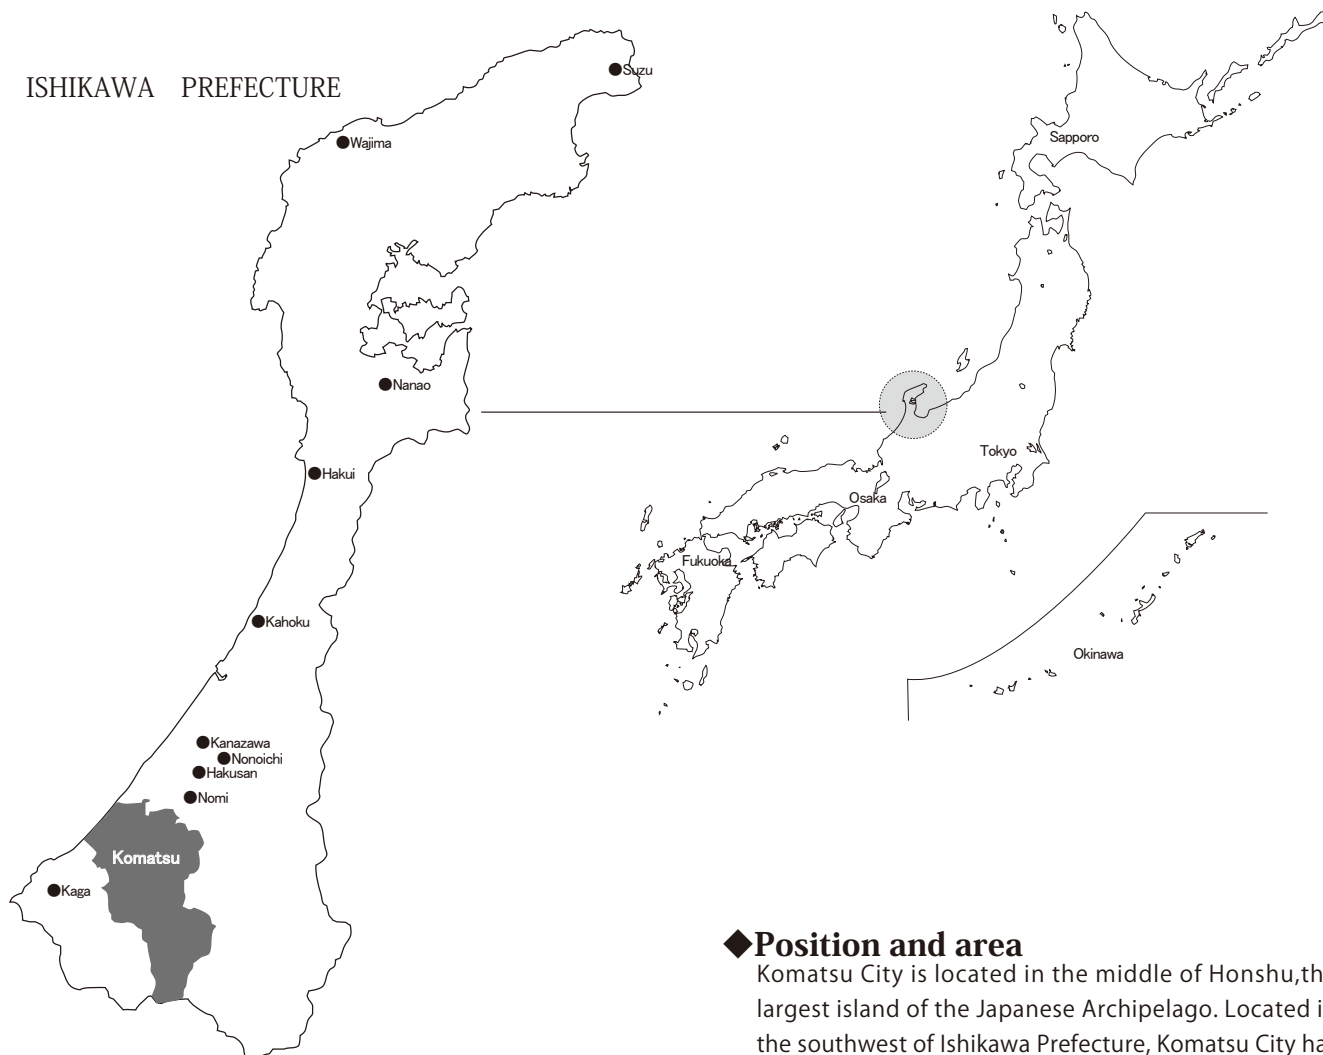 ISHIKAWA PREFECTURE
Suzu
Wajima
Sapporo
Nanao
Tokyo
Hakui
Osaka
Fukuoka
Kahoku
Okinawa
Kanazawa
Nonoichi
Hakusan
Nomi
Komatsu
Kaga
◆Position and area
Komatsu City is located in the middle of Honshu,th
largest island of the Japanese Archipelago. Located i
the southwest of Ishikawa Prefecture, Komatsu City ha